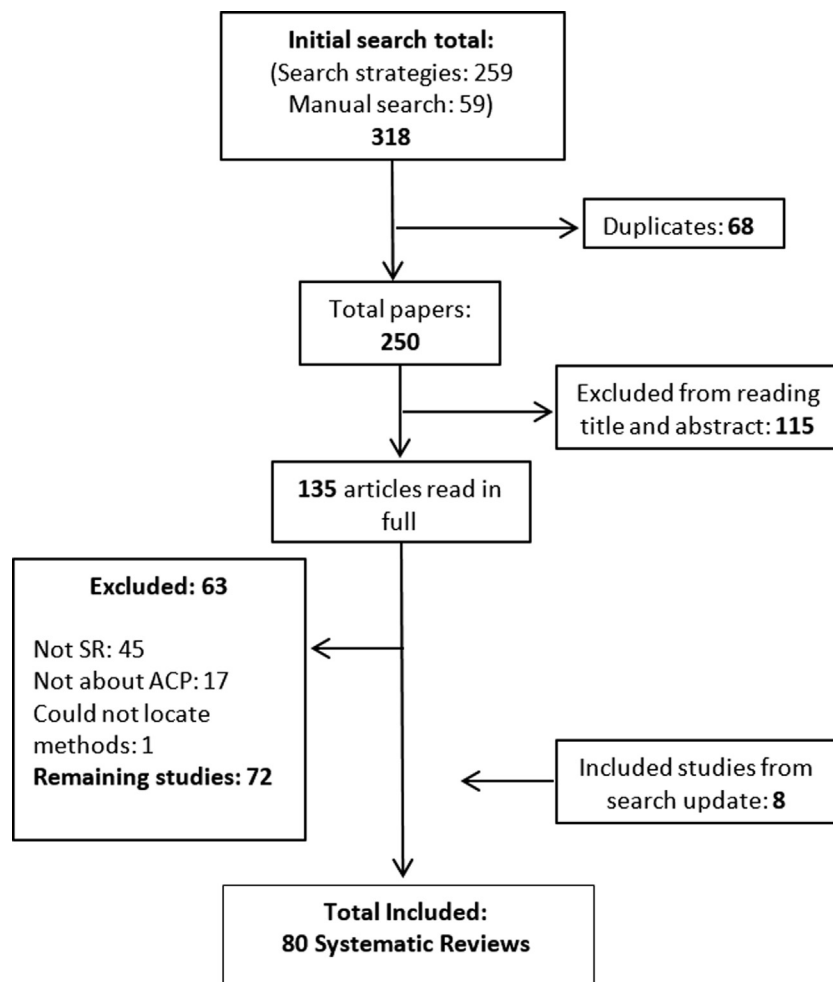 Initial search total:
(Search strategies: 259
Manual search: 59)
318
Duplicates: 68
Total papers:
250
Excluded from reading
title and abstract: 115
135 articles read in
full
Excluded: 63
Not SR: 45
Not about ACP: 17
Could not locate
methods: 1
Remaining studies: 72
Included studies from
search update: 8
Total Included:
80 Systematic Reviews